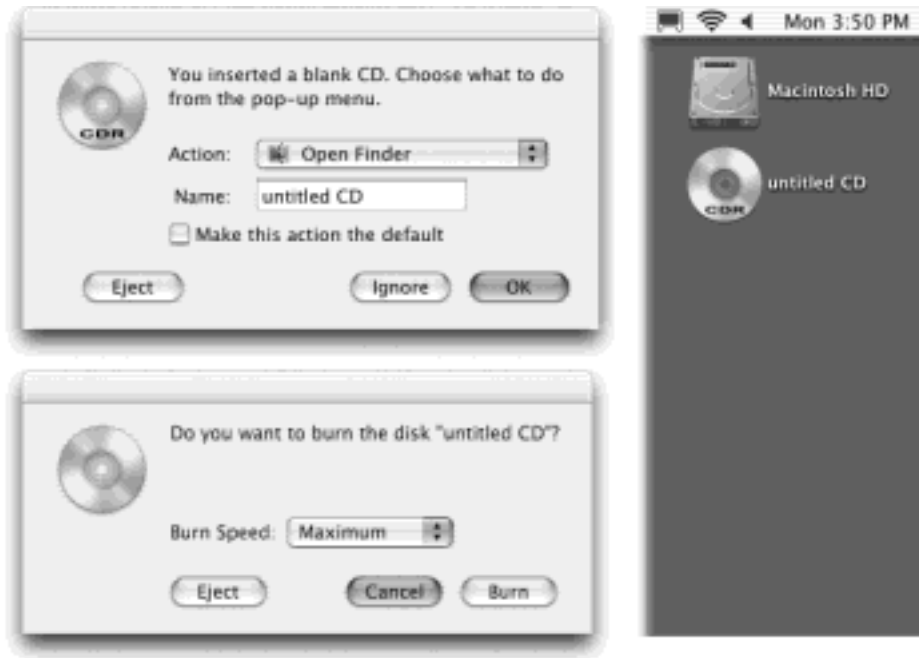 You inserted a blank CD. Choose what to do
from the pop-up menu.
CDR
Action: Open Finder
Name: untitled CD
Make this action the default
Eject Ignore OK
Do you want to burn the disk "untitled CD"?
Burn Speed: Maximum
Eject Cancel Burn
Mon 3:50 PM
Macintosh HD
untitled CD
CDR